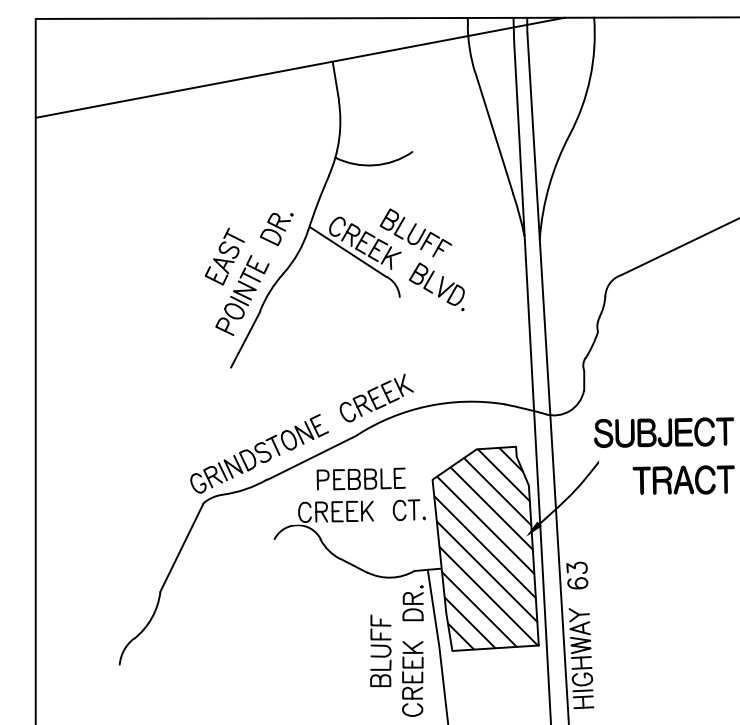 EAST
POINTE DR.
BLUFF
CREEK BLVD.
GRINDSTONE CREEK
SUBJECT
TRACT
PEBBLE
CREEK CT.
BLUFF
CREEK DR.
HIGHWAY 63